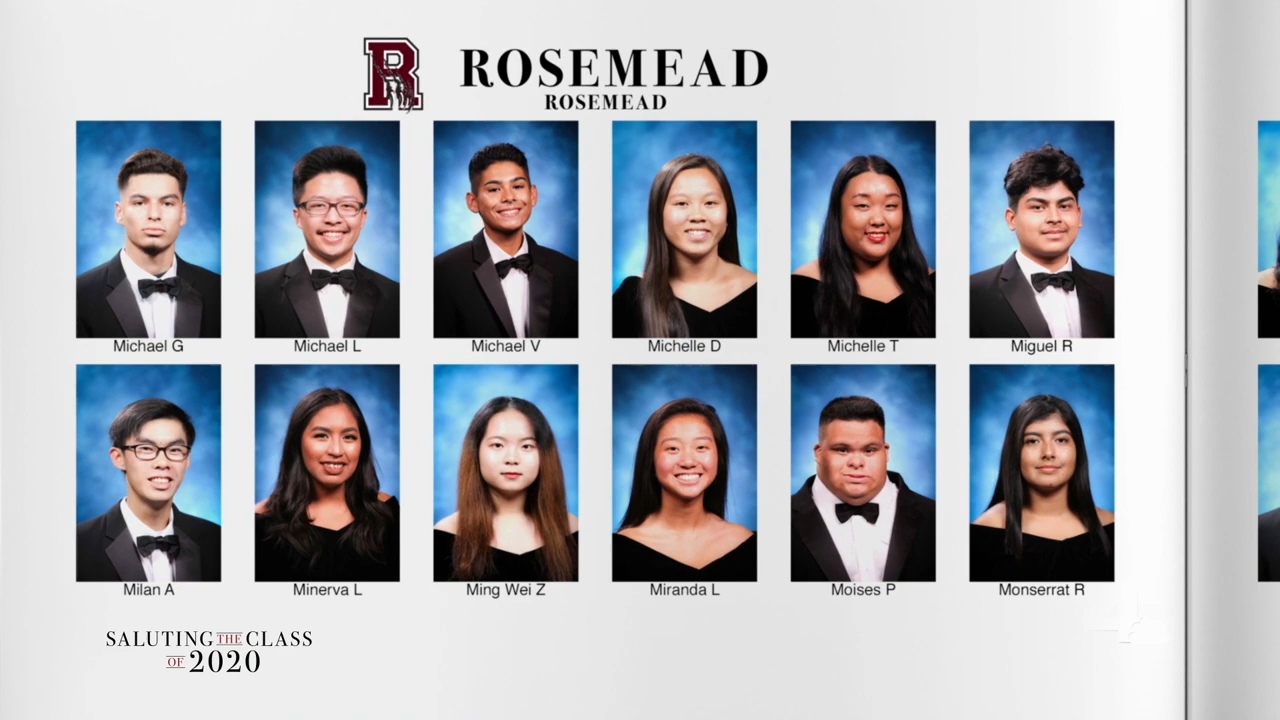 R
ROSEMEAD
ROSEMEAD
Michael G
Michael L
Michael V
Michelle D
Michelle T
Miguel R
Milan A
Minerva L
Ming Wei Z
Miranda L
Moises P
Monserrat R
SALUTING THE CLASS
OF 2020